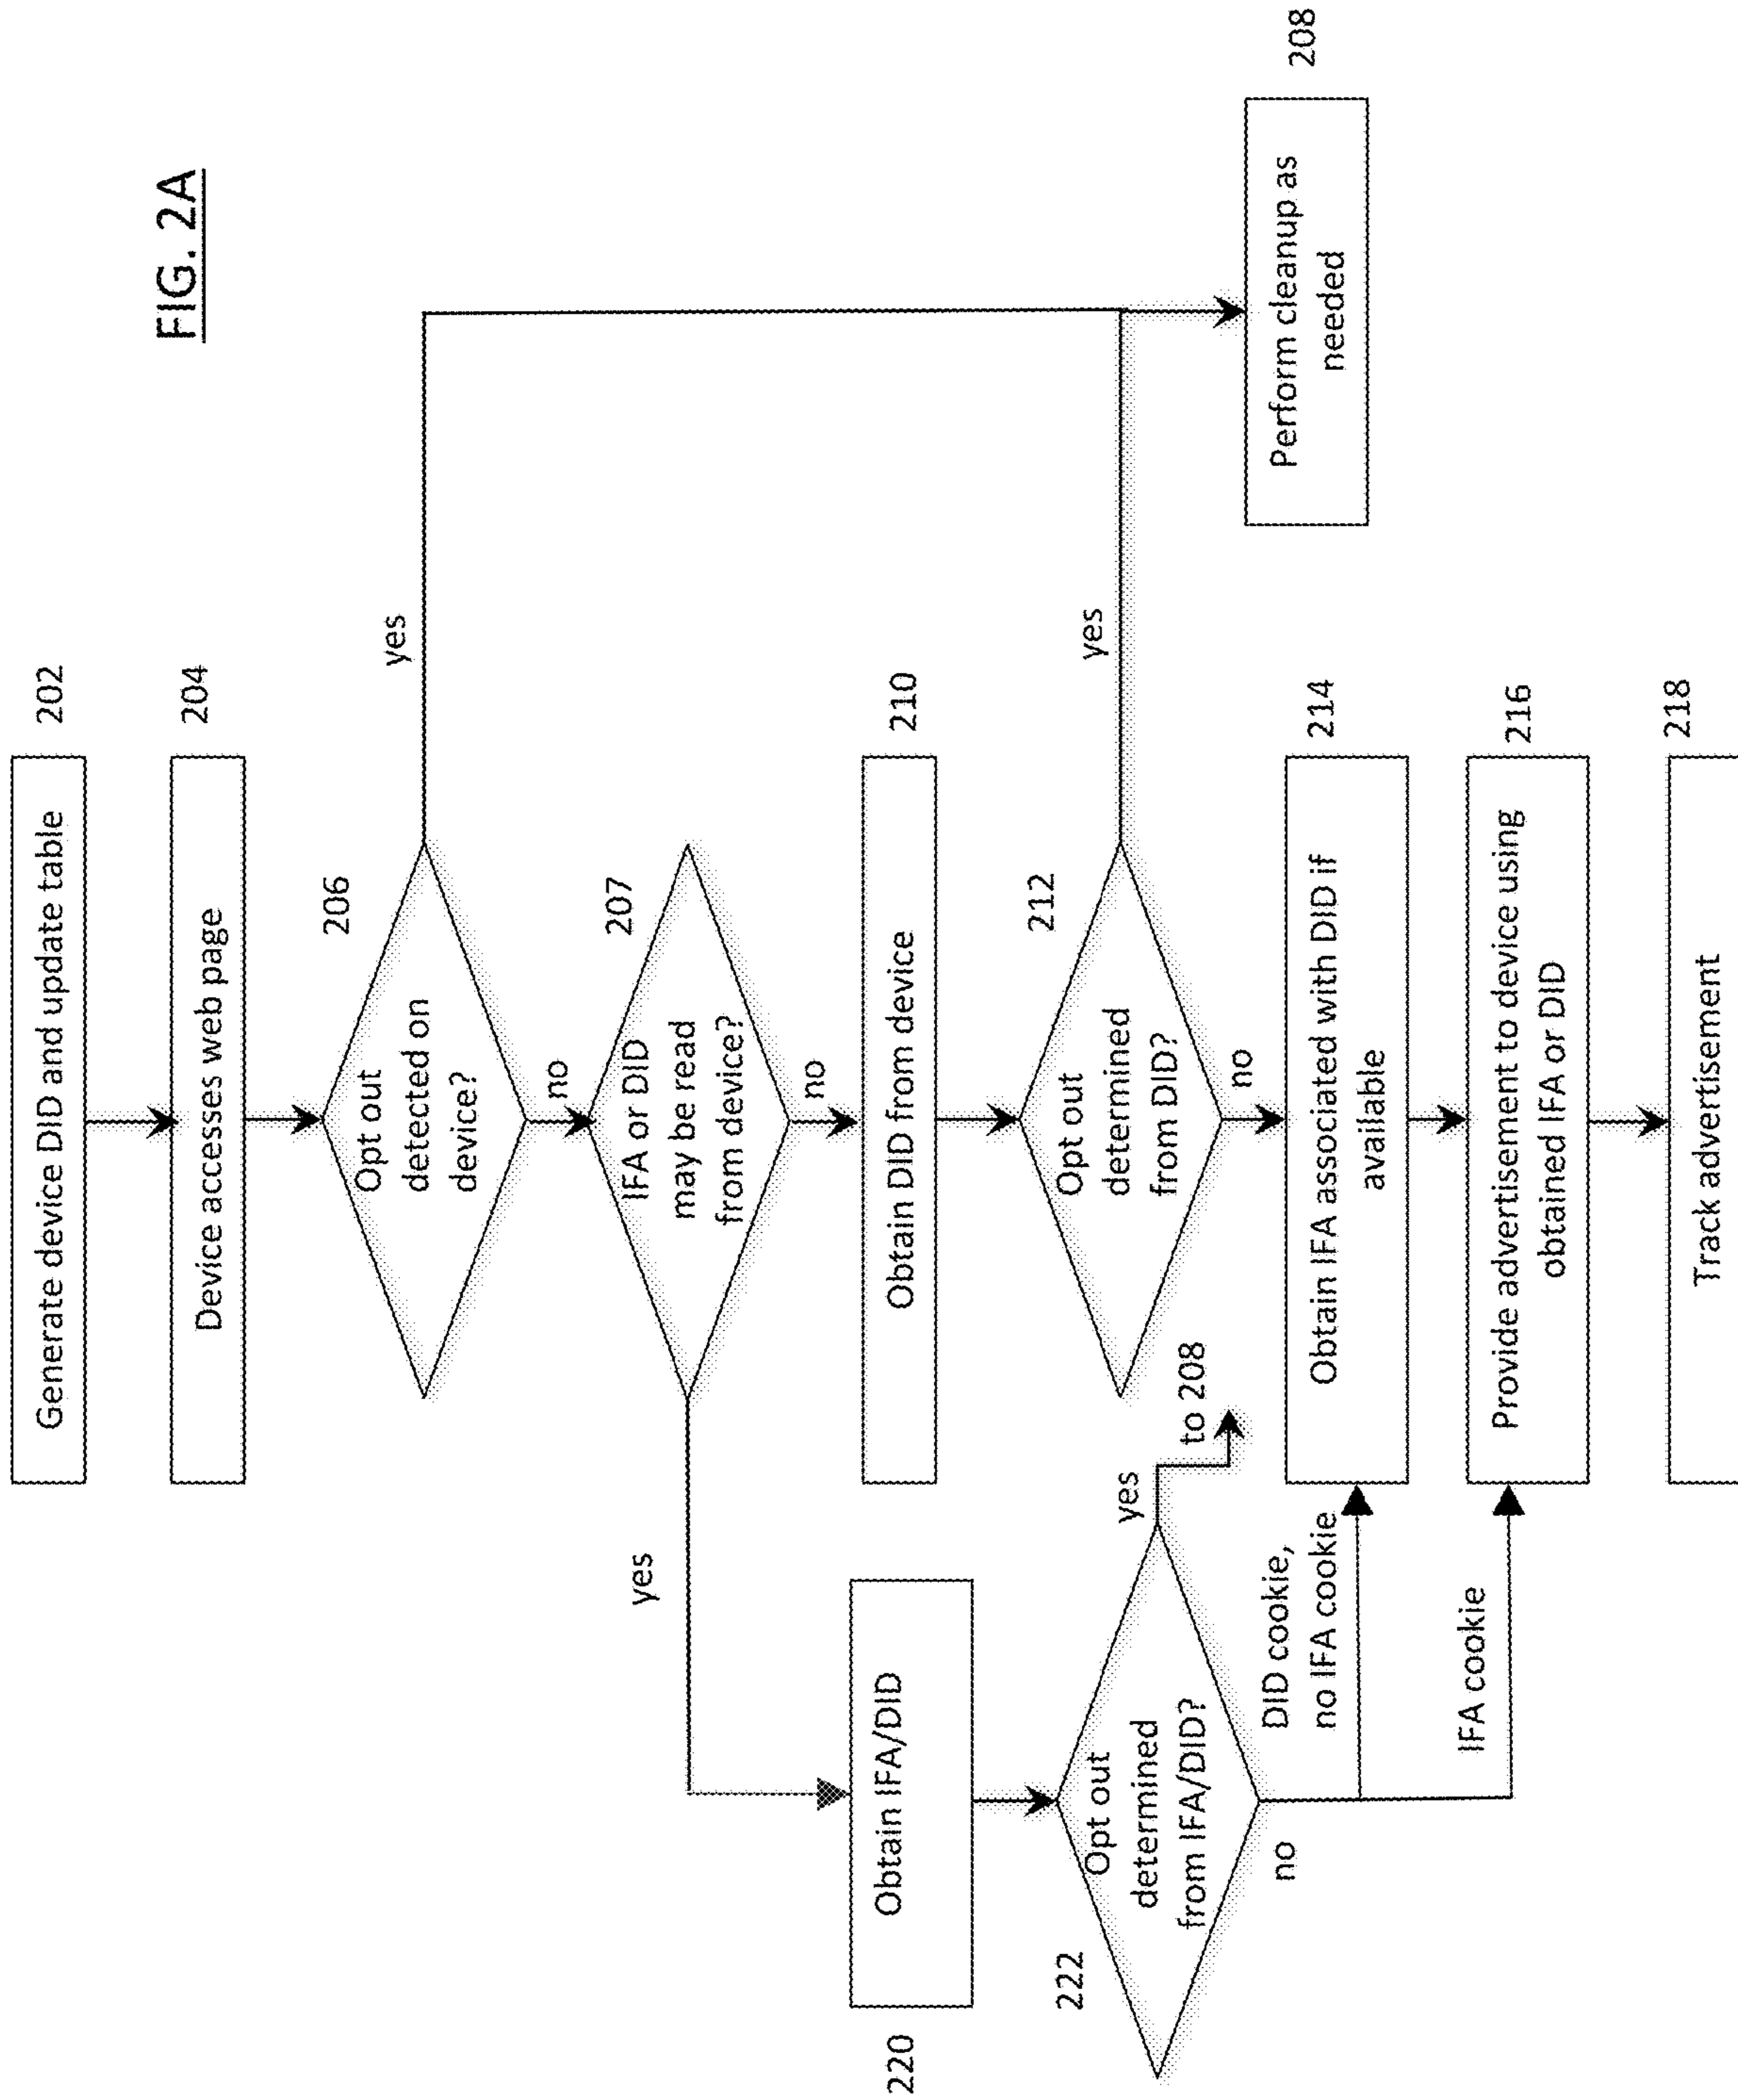 FIG. 2A
Generate device DID and update table
202
Device accesses web page
204
Opt out
detected on
device?
206
yes
no
IFA or DID
may be read
from device?
207
yes
no
Obtain DID from device
210
Obtain IFA/DID
220
Opt out
determined
from DID?
212
yes
no
Perform cleanup as
needed
208
Opt out
determined
from IFA/DID?
222
yes
to 208
no
DID cookie,
no IFA cookie
IFA cookie
Obtain IFA associated with DID if
available
214
Provide advertisement to device using
obtained IFA or DID
216
Track advertisement
218